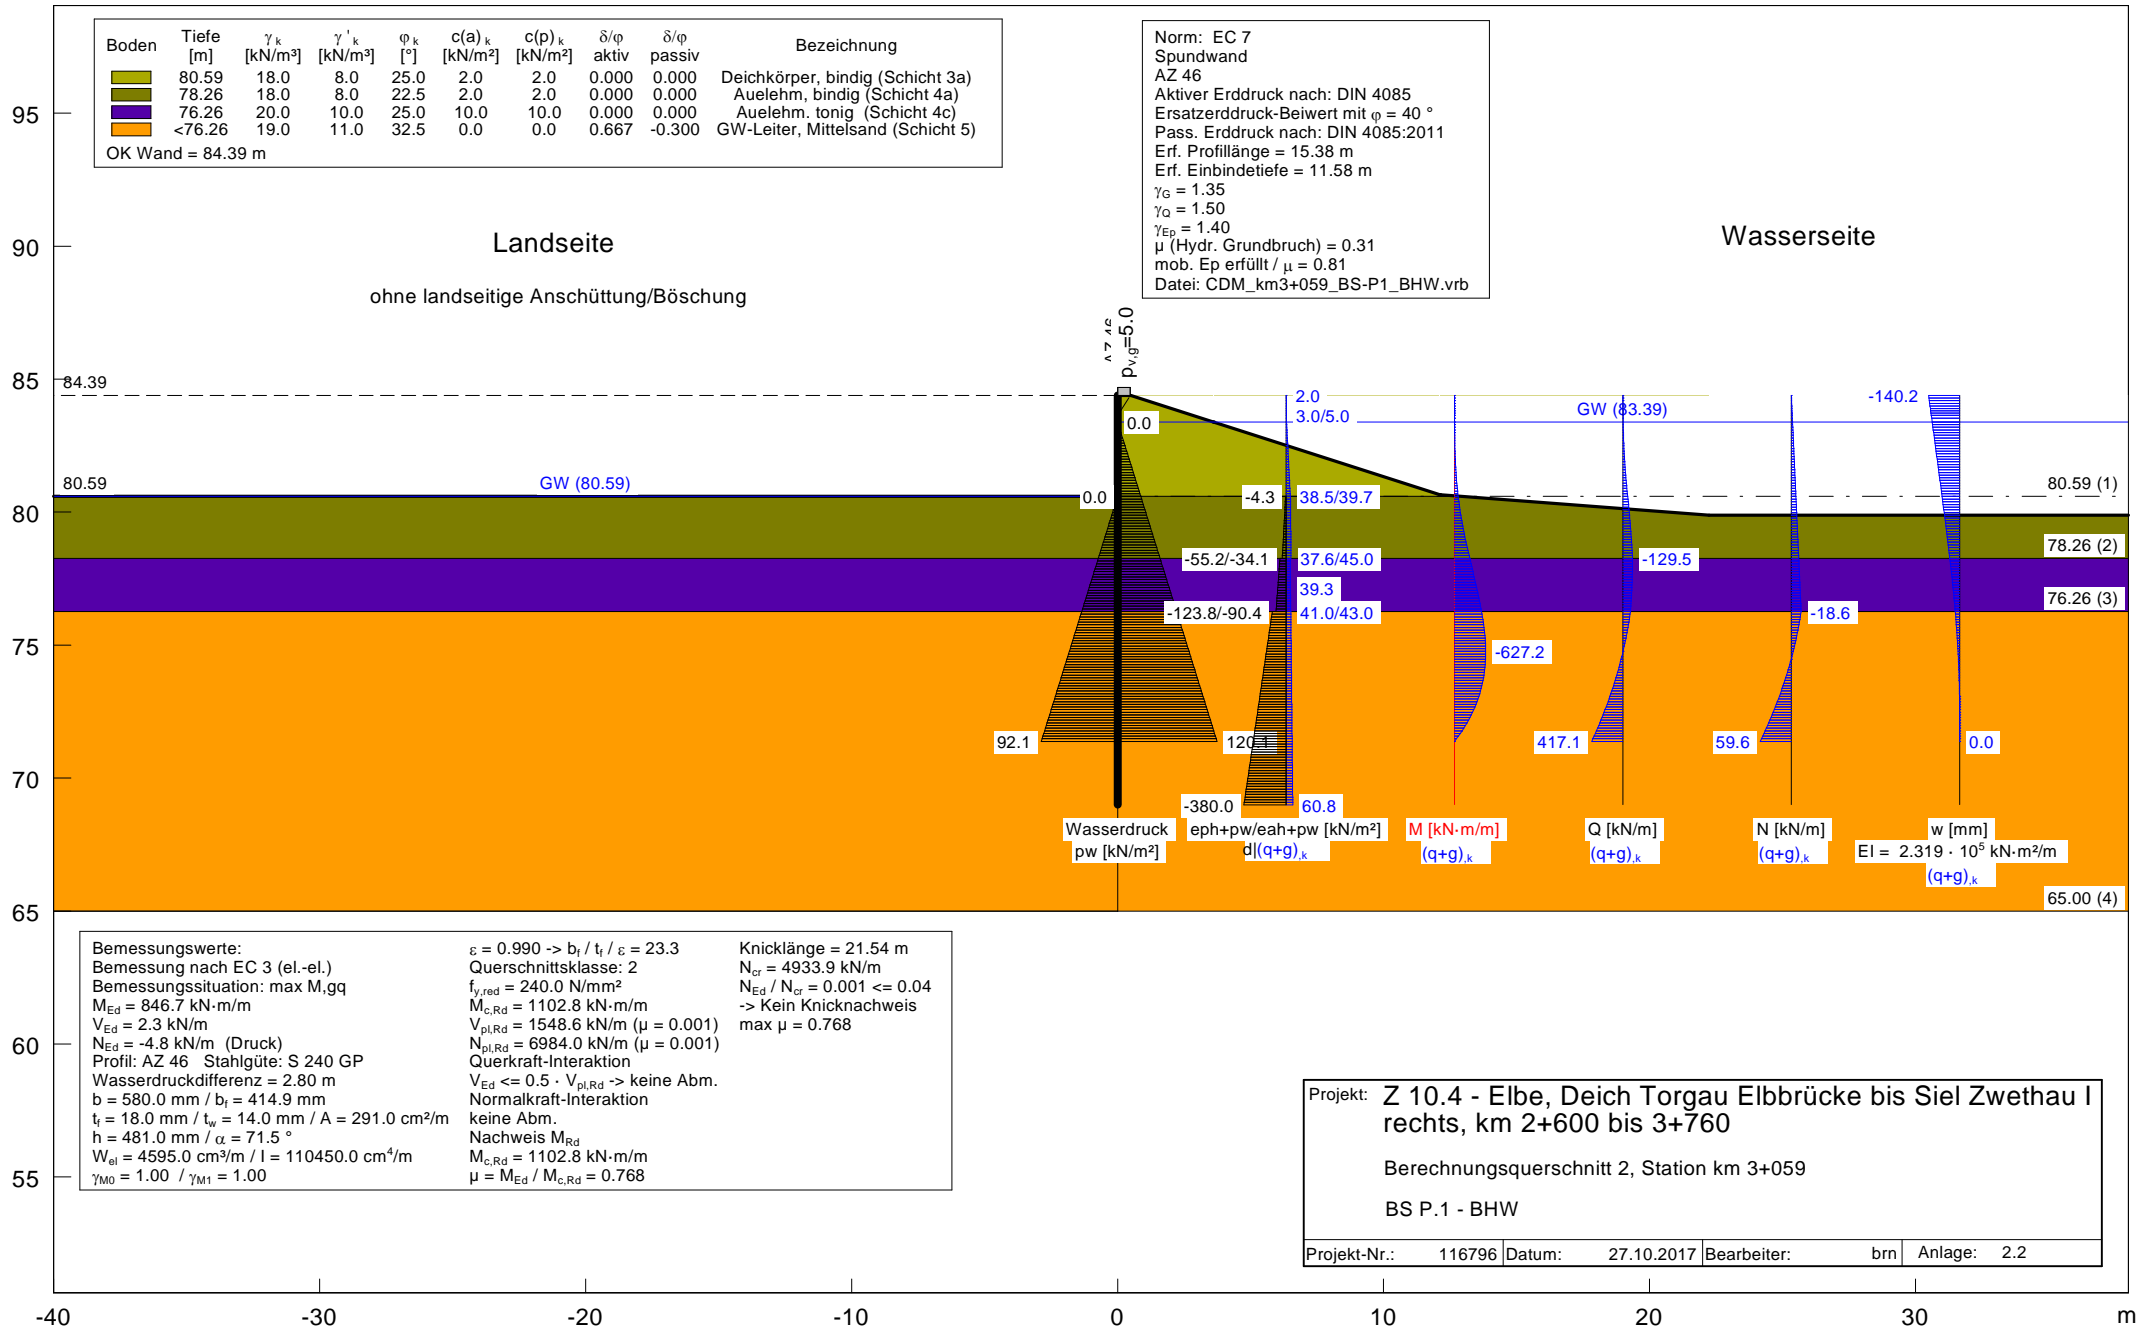 Boden Tiefe [m] γk [kN/m³] γ'k [kN/m³] φk [°] c(a)k [kN/m²] c(p)k [kN/m²] δ/φ aktiv δ/φ passiv Bezeichnung
80.59 18.0 8.0 25.0 2.0 2.0 0.000 0.000 Deichkörper, bindig (Schicht 3a)
78.26 18.0 8.0 22.5 2.0 2.0 0.000 0.000 Auelehm, bindig (Schicht 4a)
76.26 20.0 10.0 25.0 10.0 10.0 0.000 0.000 Auelehm. tonig (Schicht 4c)
<76.26 19.0 11.0 32.5 0.0 0.0 0.667 -0.300 GW-Leiter, Mittelsand (Schicht 5)
OK Wand = 84.39 m
Norm: EC 7
Spundwand
AZ 46
Aktiver Erddruck nach: DIN 4085
Ersatzerddruck-Beiwert mit φ = 40 °
Pass. Erddruck nach: DIN 4085:2011
Erf. Profillänge = 15.38 m
Erf. Einbindetiefe = 11.58 m
γG = 1.35
γQ = 1.50
γEp = 1.40
μ (Hydr. Grundbruch) = 0.31
mob. Ep erfüllt / μ = 0.81
Datei: CDM_km3+059_BS-P1_BHW.vrb
Landseite
ohne landseitige Anschüttung/Böschung
Wasserseite
AZ 46
pv,g=5.0
95
90
85
80
75
70
65
60
55
84.39
80.59
GW (80.59)
GW (83.39)
80.59 (1)
78.26 (2)
76.26 (3)
65.00 (4)
0.0
0.0
92.1
120.1
Wasserdruck
pw [kN/m²]
2.0
3.0/5.0
-4.3 38.5/39.7
-55.2/-34.1 37.6/45.0
39.3
-123.8/-90.4 41.0/43.0
-380.0 60.8
eph+pw/eah+pw [kN/m²]
d|(q+g),k
-627.2
M [kN·m/m]
(q+g),k
-129.5
417.1
Q [kN/m]
(q+g),k
-18.6
59.6
N [kN/m]
(q+g),k
-140.2
0.0
w [mm]
EI = 2.319 · 10⁵ kN·m²/m
(q+g),k
Bemessungswerte:
Bemessung nach EC 3 (el.-el.)
Bemessungssituation: max M,gq
MEd = 846.7 kN·m/m
VEd = 2.3 kN/m
NEd = -4.8 kN/m (Druck)
Profil: AZ 46 Stahlgüte: S 240 GP
Wasserdruckdifferenz = 2.80 m
b = 580.0 mm / bf = 414.9 mm
tf = 18.0 mm / tw = 14.0 mm / A = 291.0 cm²/m
h = 481.0 mm / α = 71.5 °
Wel = 4595.0 cm³/m / I = 110450.0 cm⁴/m
γM0 = 1.00 / γM1 = 1.00
ε = 0.990 -> bf / tf / ε = 23.3
Querschnittsklasse: 2
fy,red = 240.0 N/mm²
Mc,Rd = 1102.8 kN·m/m
Vpl,Rd = 1548.6 kN/m (μ = 0.001)
Npl,Rd = 6984.0 kN/m (μ = 0.001)
Querkraft-Interaktion
VEd <= 0.5 · Vpl,Rd -> keine Abm.
Normalkraft-Interaktion
keine Abm.
Nachweis MRd
Mc,Rd = 1102.8 kN·m/m
μ = MEd / Mc,Rd = 0.768
Knicklänge = 21.54 m
Ncr = 4933.9 kN/m
NEd / Ncr = 0.001 <= 0.04
-> Kein Knicknachweis
max μ = 0.768
Projekt: Z 10.4 - Elbe, Deich Torgau Elbbrücke bis Siel Zwethau I
rechts, km 2+600 bis 3+760
Berechnungsquerschnitt 2, Station km 3+059
BS P.1 - BHW
Projekt-Nr.: 116796 Datum: 27.10.2017 Bearbeiter: brn Anlage: 2.2
-40 -30 -20 -10 0 10 20 30 m